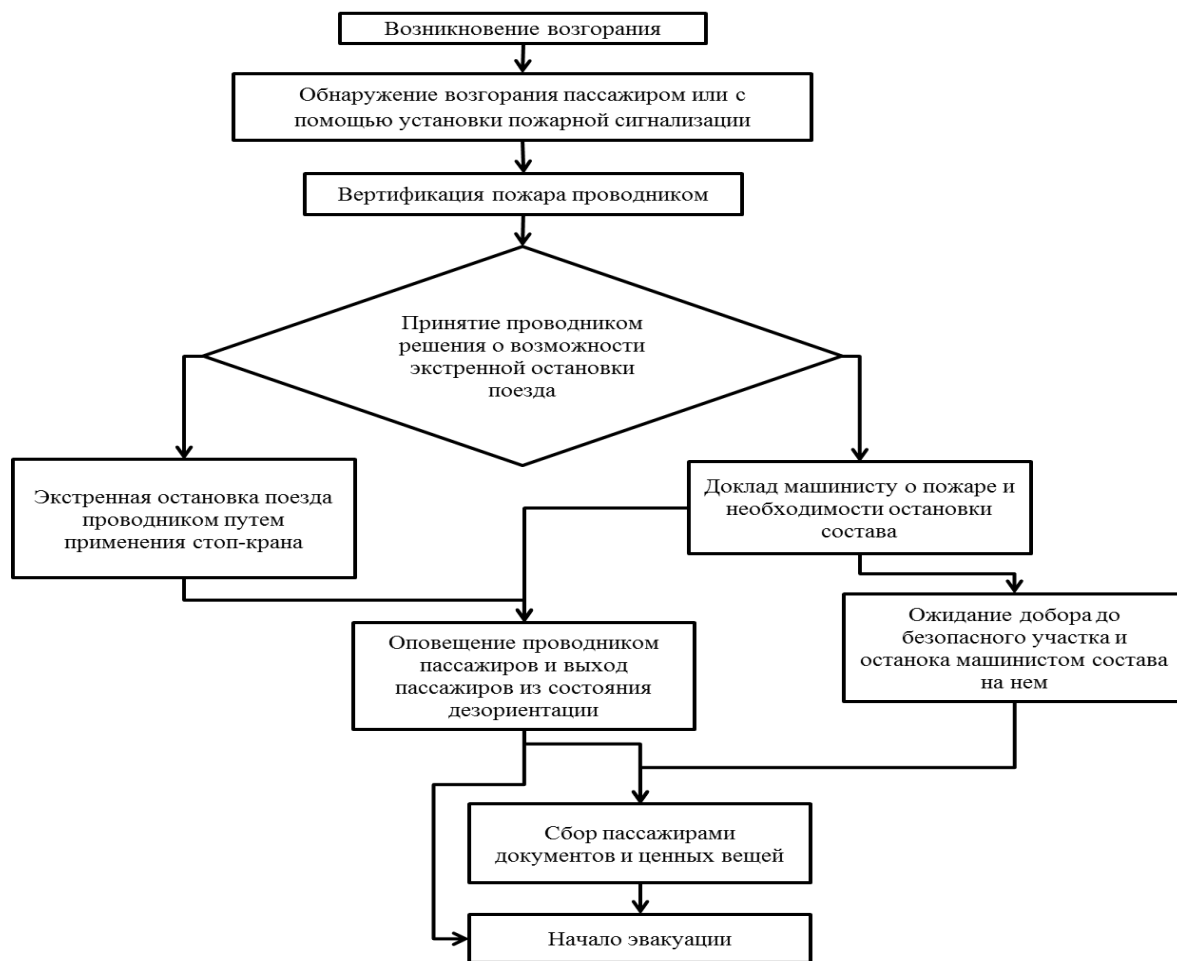 Возникновение возгорания
Обнаружение возгорания пассажиром или с
помощью установки пожарной сигнализации
Вертификация пожара проводником
Принятие проводником
решения о возможности
экстренной остановки
поезда
Экстренная остановка поезда
проводником путем
применения стоп-крана
Доклад машинисту о пожаре и
необходимости остановки
состава
Оповещение проводником
пассажиров и выход
пассажиров из состояния
дезориентации
Ожидание добора до
безопасного участка и
останока машинистом состава
на нем
Сбор пассажирами
документов и ценных вещей
Начало эвакуации